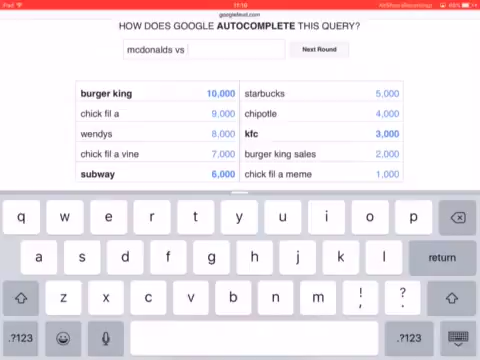 iPad
11:10
48%
googlefeud.com
HOW DOES GOOGLE AUTOCOMPLETE THIS QUERY?
mcdonalds vs
Next Round
burger king 10,000
chick fil a 9,000
wendys 8,000
chick fil a vine 7,000
subway 6,000
starbucks 5,000
chipotle 4,000
kfc 3,000
burger king sales 2,000
chick fil a meme 1,000
q w e r t y u i o p
a s d f g h j k l return
z x c v b n m ! , ? .
.?123 .?123